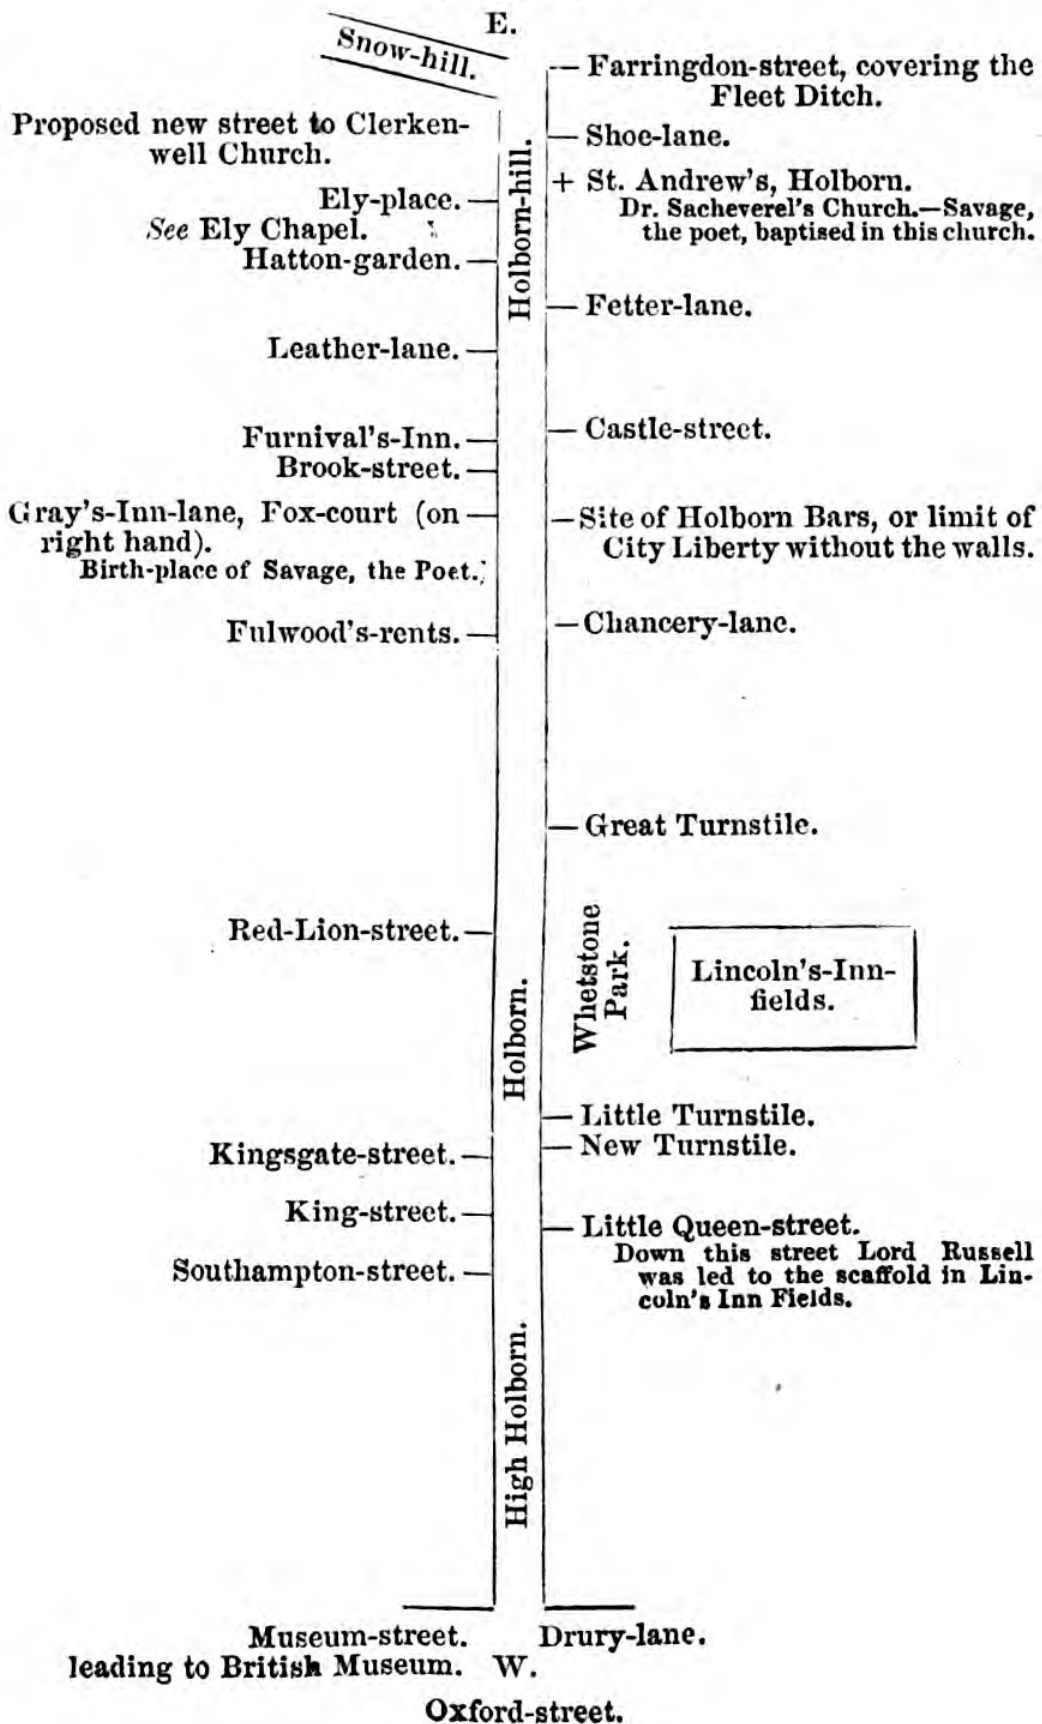 E.
Snow-hill.
— Farringdon-street, covering the
Fleet Ditch.
Proposed new street to Clerken-
well Church.
— Shoe-lane.
Holborn-hill.
Ely-place. —
+ St. Andrew's, Holborn.
Dr. Sacheverel's Church.—Savage,
the poet, baptised in this church.
See Ely Chapel.
Hatton-garden. —
— Fetter-lane.
Leather-lane. —
— Castle-street.
Furnival's-Inn. —
Brook-street. —
Gray's-Inn-lane, Fox-court (on —
right hand).
Birth-place of Savage, the Poet.
— Site of Holborn Bars, or limit of
City Liberty without the walls.
Fulwood's-rents. —
— Chancery-lane.
— Great Turnstile.
Red-Lion-street. —
Whetstone
Park.
Lincoln's-Inn-
fields.
Holborn.
— Little Turnstile.
— New Turnstile.
Kingsgate-street. —
King-street. —
— Little Queen-street.
Down this street Lord Russell
was led to the scaffold in Lin-
coln's Inn Fields.
Southampton-street. —
High Holborn.
Museum-street.
leading to British Museum.
Drury-lane.
W.
Oxford-street.